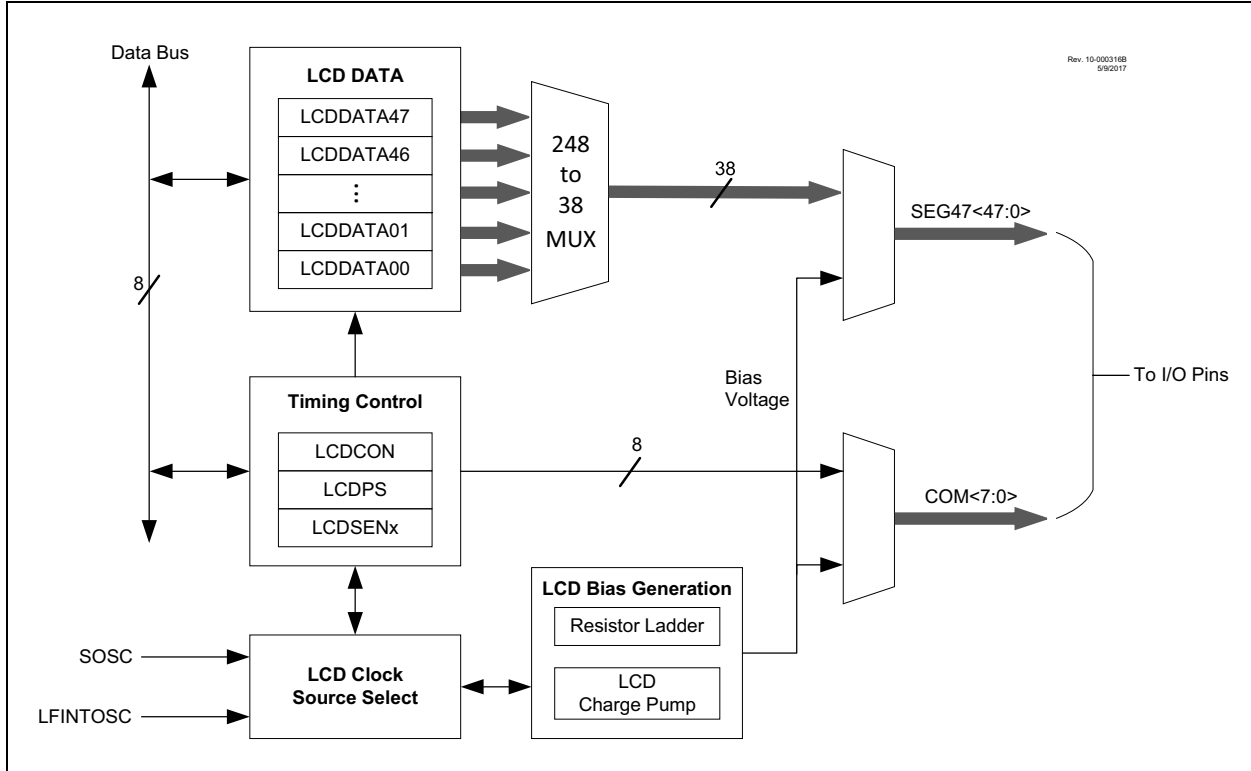 Data Bus
Rev. 10-000316B
5/9/2017
LCD DATA
LCDDATA47
LCDDATA46
⋮
LCDDATA01
LCDDATA00
248
to
38
MUX
38
SEG47<47:0>
8
Bias
Voltage
To I/O Pins
Timing Control
LCDCON
LCDPS
LCDSENx
8
COM<7:0>
LCD Bias Generation
Resistor Ladder
LCD
Charge Pump
SOSC
LFINTOSC
LCD Clock
Source Select